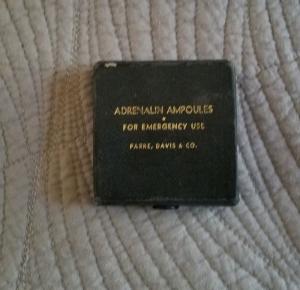 ADRENALIN AMPOULES
★
FOR EMERGENCY USE
PARKE, DAVIS & CO.